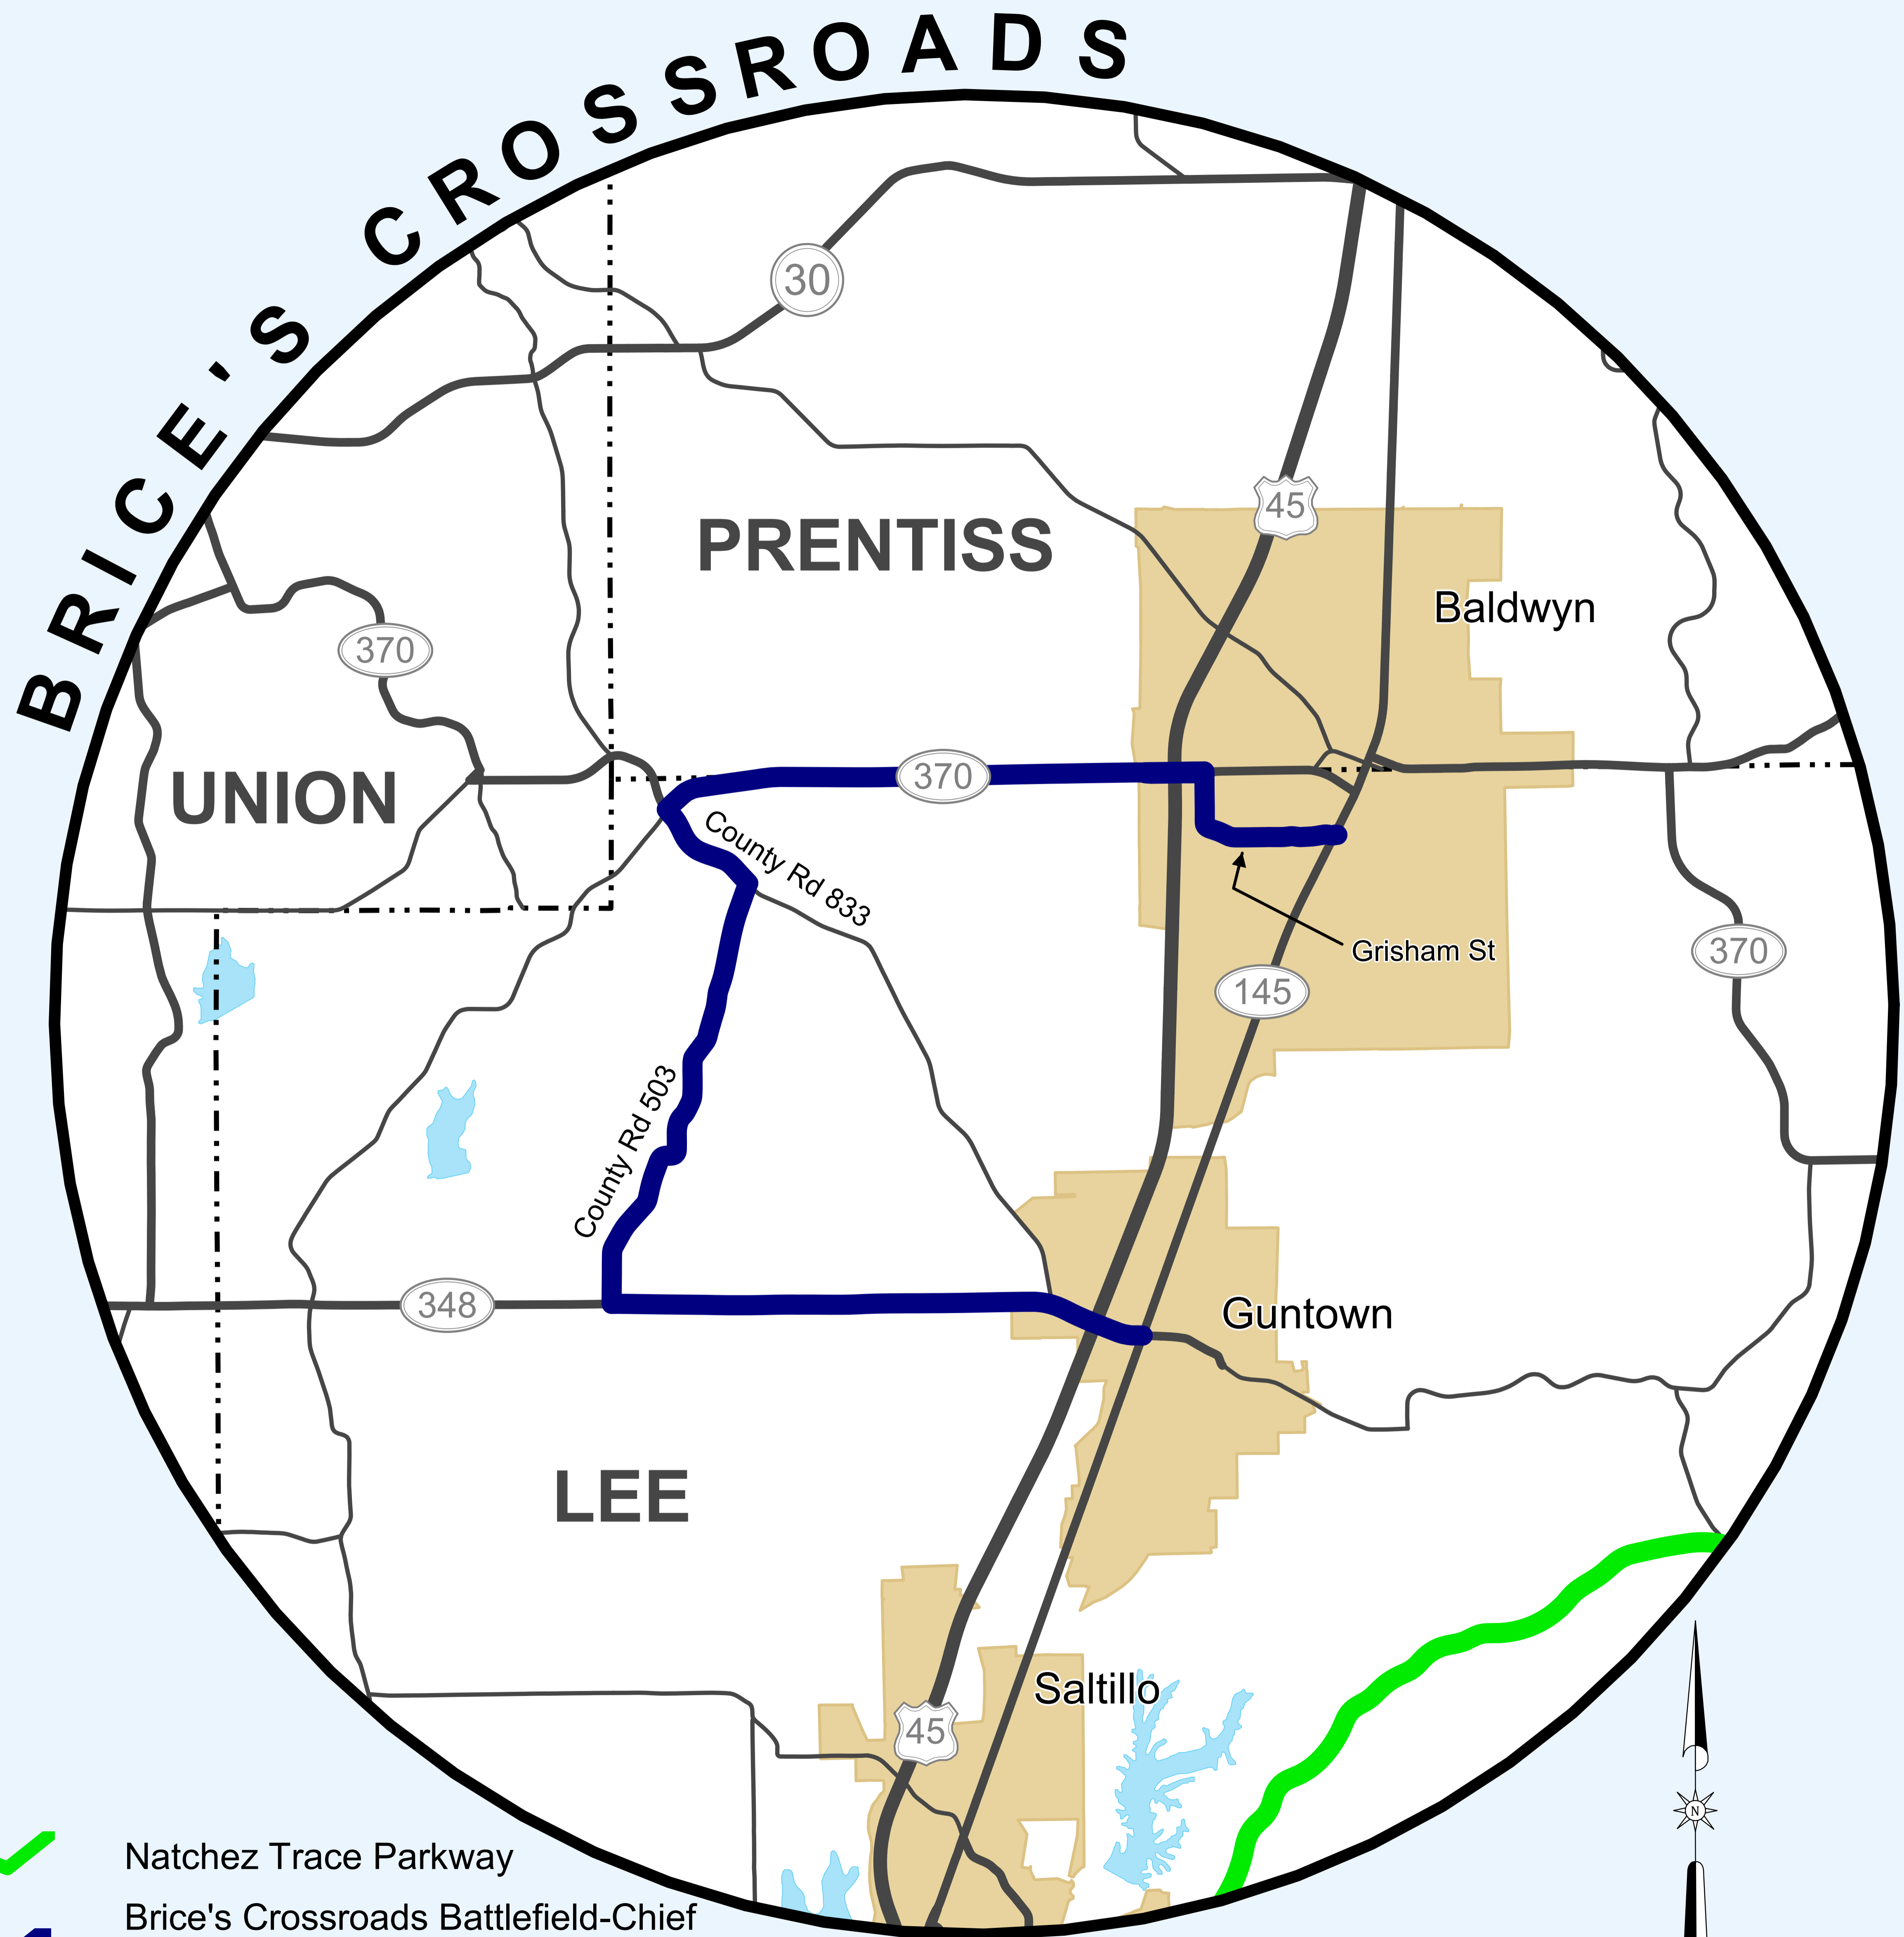 BRICE'S CROSSROADS
30
45
PRENTISS
Baldwyn
370
UNION
370
County Rd 833
Grisham St
370
145
County Rd 503
348
Guntown
LEE
Saltillo
45
N
Natchez Trace Parkway
Brice's Crossroads Battlefield-Chief